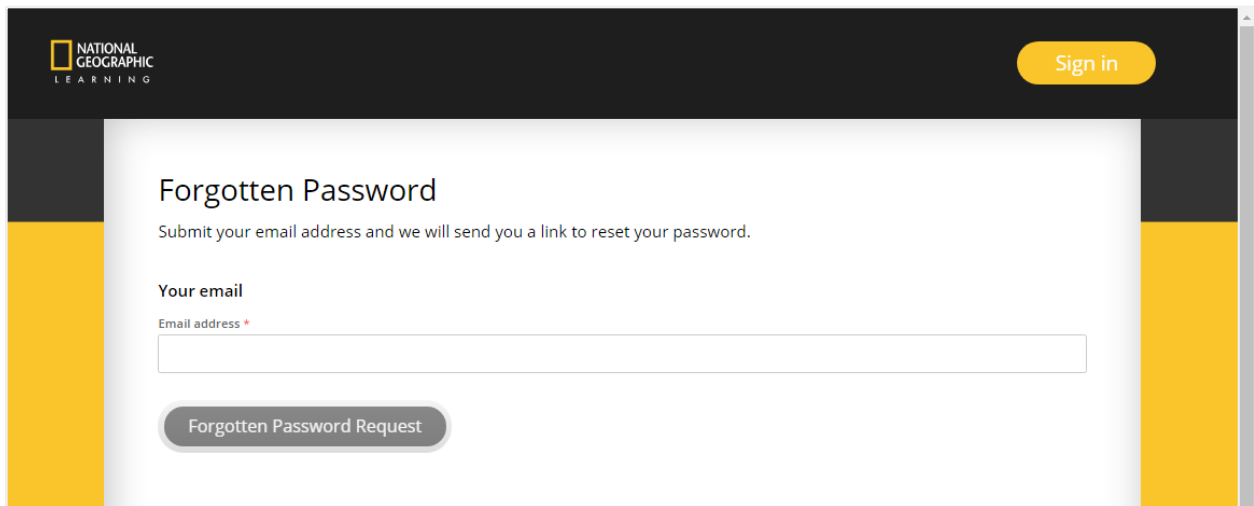 NATIONAL
GEOGRAPHIC
LEARNING
Sign in
Forgotten Password
Submit your email address and we will send you a link to reset your password.
Your email
Email address *
Forgotten Password Request